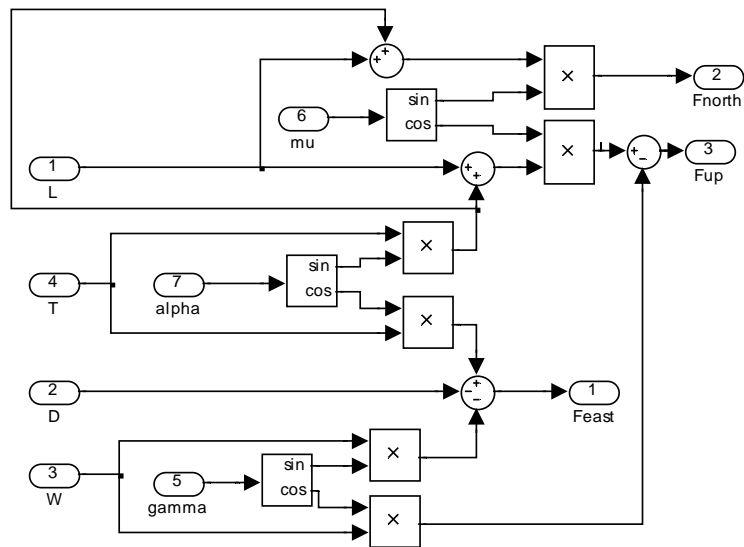 +
+
×
2
Fnorth
sin
cos
6
mu
×
+
-
3
Fup
1
L
+
+
×
4
T
7
alpha
sin
cos
×
2
D
-
+
-
1
Feast
3
W
5
gamma
sin
cos
×
×